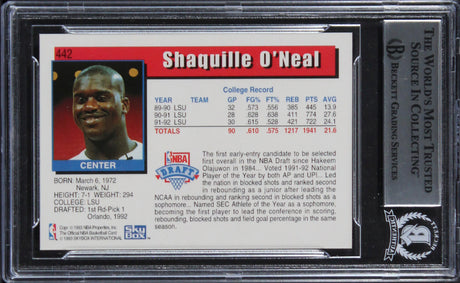 442
Shaquille O'Neal
College Record
YEAR TEAM GP FG% FT% REB PTS AVG
89-90 LSU 32 .573 .556 385 445 13.9
90-91 LSU 28 .628 .638 411 774 27.6
91-92 LSU 30 .615 .528 421 722 24.1
TOTALS 90 .610 .575 1217 1941 21.6
CENTER
BORN: March 6, 1972
Newark, NJ
HEIGHT: 7-1 WEIGHT: 294
COLLEGE: LSU
DRAFTED: 1st Rd-Pick 1
Orlando, 1992
NBA
DRAFT
The first early-entry candidate to be selected
first overall in the NBA Draft since Hakeem
Olajuwon in 1984... Voted 1991-92
National Player of the Year by both AP and UPI... Led
the nation in blocked shots and ranked second
in rebounding as a junior after leading the
NCAA in rebounding and ranking second in blocked shots as a
sophomore... Named SEC Athlete of the Year as a sophomore,
becoming the first player to lead the conference in scoring,
rebounding, blocked shots and field goal percentage in the
same season.
The Official NBA Basketball Card
© 1993 SKYBOX INTERNATIONAL
SkyBox
THE WORLD'S MOST TRUSTED
SOURCE IN COLLECTING
BECKETT GRADING SERVICES
BECKETT